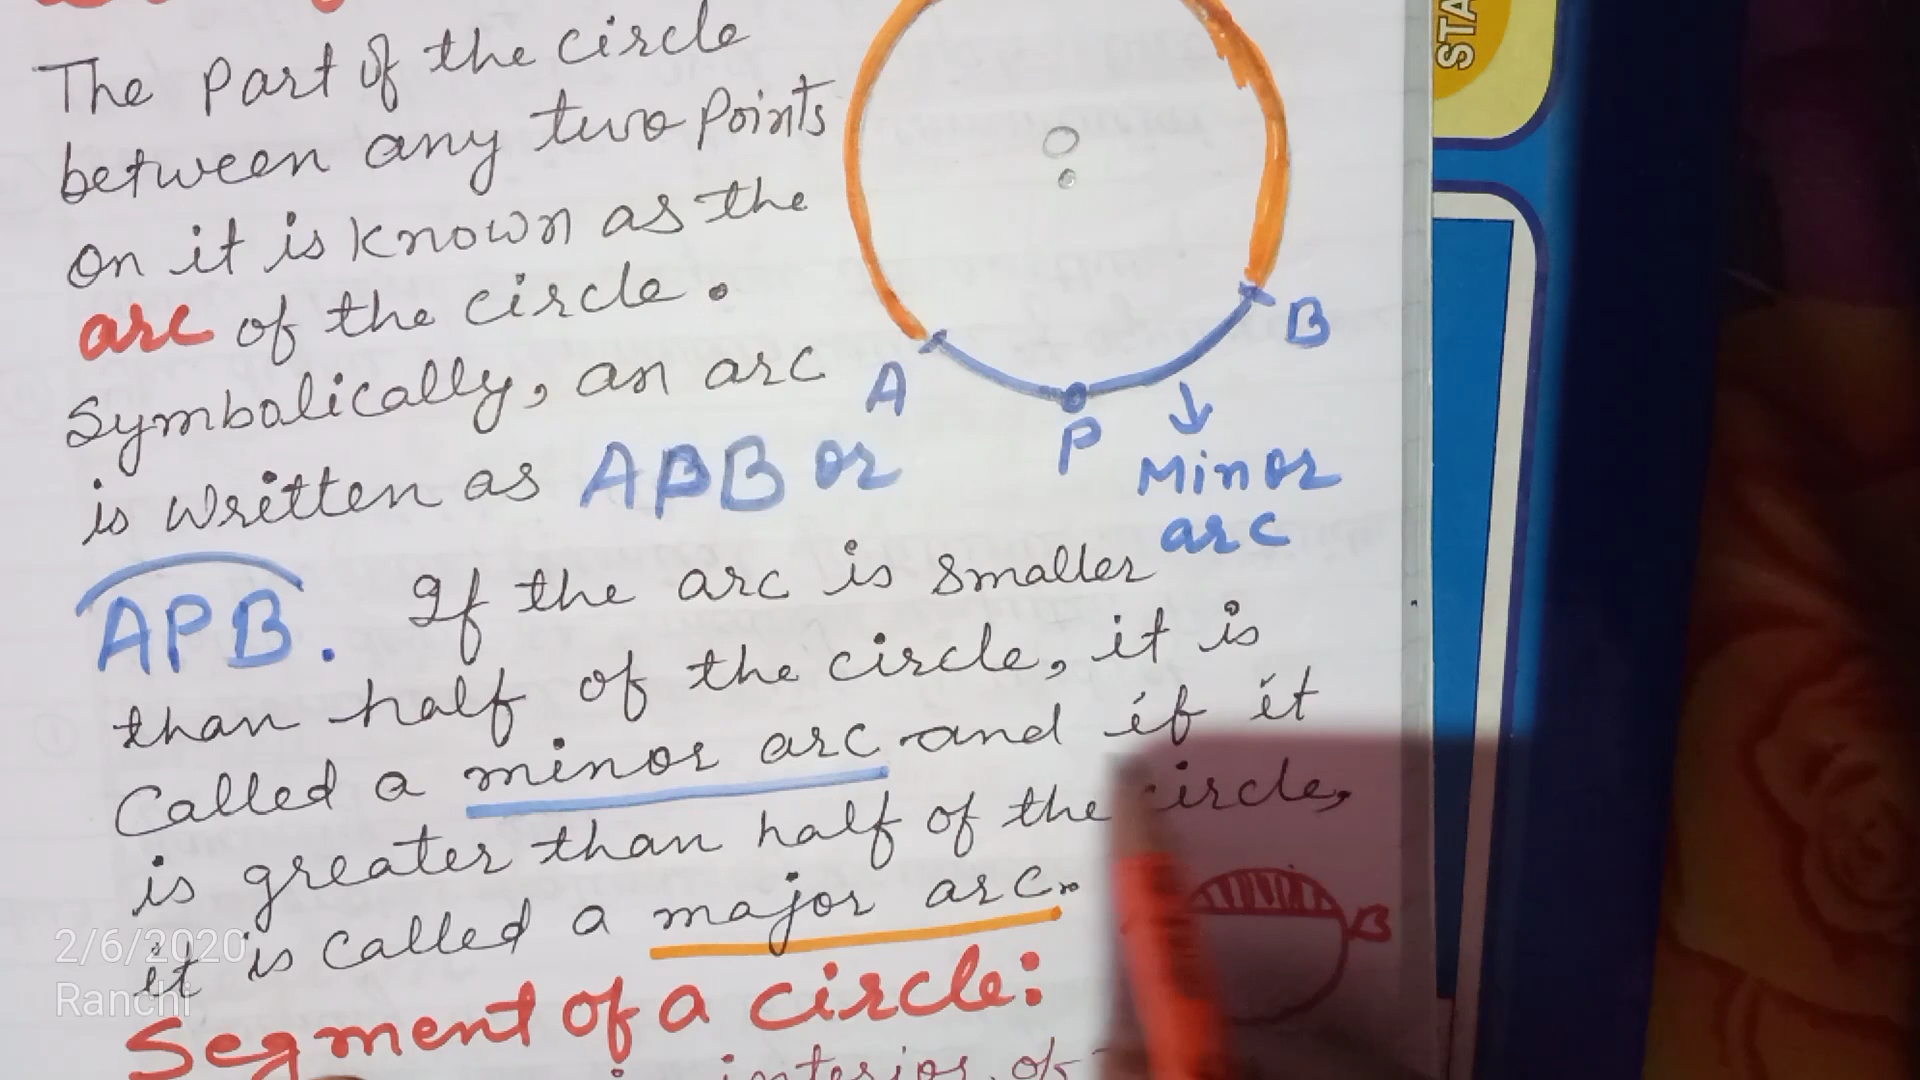 The part of the circle
between any two points
on it is known as the
arc of the circle.
Symbolically, an arc
is written as APB or
APB. If the arc is smaller
than half of the circle, it is
called a minor arc and if it
is greater than half of the circle,
it is called a major arc.
Segment of a circle:
interior of
O
A
B
P
Minor
arc
B
STA
2/6/2020
Ranchi